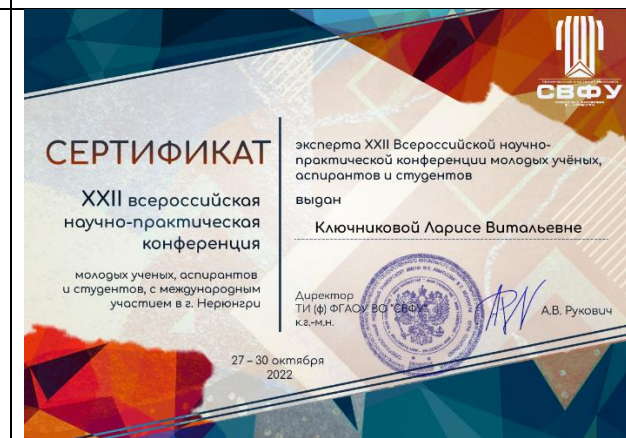 СВФУ
СЕРТИФИКАТ
XXII всероссийская
научно-практическая
конференция
молодых ученых, аспирантов
и студентов, с международным
участием в г. Нерюнгри
27 – 30 октября
2022
эксперта XXII Всероссийской научно-
практической конференции молодых учёных,
аспирантов и студентов
выдан
Ключниковой Ларисе Витальевне
Директор
ТИ (ф) ФГАОУ ВО "СВФУ"
к.г.-м.н.
А.В. Рукович